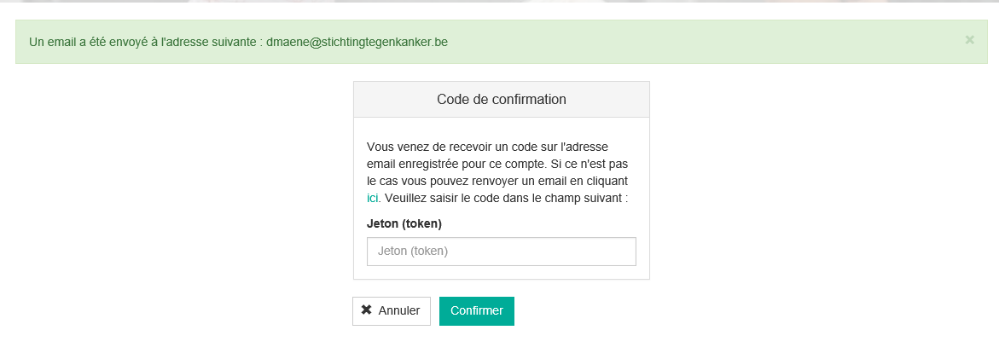 Un email a été envoyé à l'adresse suivante : dmaene@stichtingtegenkanker.be
×
Code de confirmation
Vous venez de recevoir un code sur l'adresse
email enregistrée pour ce compte. Si ce n'est pas
le cas vous pouvez renvoyer un email en cliquant
ici. Veuillez saisir le code dans le champ suivant :
Jeton (token)
Jeton (token)
✖ Annuler
Confirmer